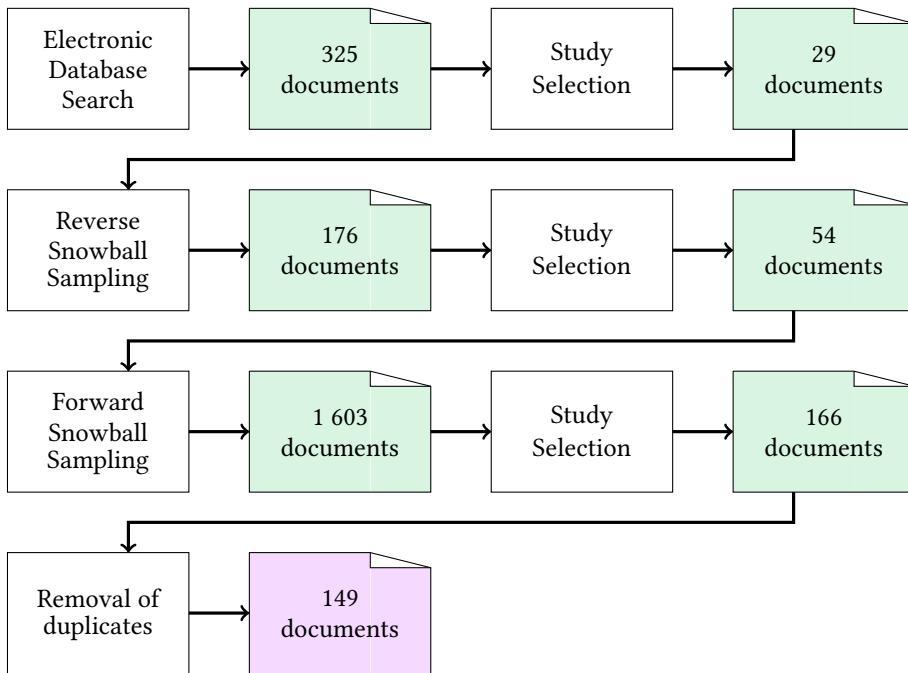 Electronic
Database
Search
325
documents
Study
Selection
29
documents
Reverse
Snowball
Sampling
176
documents
Study
Selection
54
documents
Forward
Snowball
Sampling
1 603
documents
Study
Selection
166
documents
Removal of
duplicates
149
documents